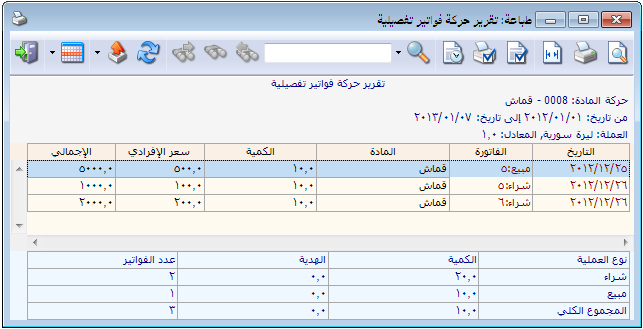 طباعة: تقرير حركة فواتير تفصيلية
تقرير حركة فواتير تفصيلية
حركة المادة: 0008 - قماش
من تاريخ: ٢٠١٢/٠١/٠١ إلى تاريخ: ٢٠١٣/٠١/٠٧
العملة: ليرة سورية, المعادل: ١,٠
التاريخ الفاتورة المادة الكمية سعر الإفرادي الإجمالي
٢٠١٢/١٢/٢٥ مبيع:٥ قماش ١٠,٠ ٥٠٠,٠ ٥٠٠٠,٠
٢٠١٢/١٢/٢٦ شراء:٥ قماش ١٠,٠ ١٠٠,٠ ١٠٠٠,٠
٢٠١٢/١٢/٢٦ شراء:٦ قماش ١٠,٠ ٢٠٠,٠ ٢٠٠٠,٠
نوع العملية الكمية الهدية عدد الفواتير
شراء ٢٠,٠ ٠,٠ ٢
مبيع ١٠,٠ ٠,٠ ١
المجموع الكلي ١٠,٠ ٠,٠ ٣